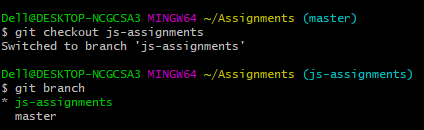 Dell@DESKTOP-NCGCSA3 MINGW64 ~/Assignments (master)
$ git checkout js-assignments
Switched to branch 'js-assignments'
Dell@DESKTOP-NCGCSA3 MINGW64 ~/Assignments (js-assignments)
$ git branch
* js-assignments
  master